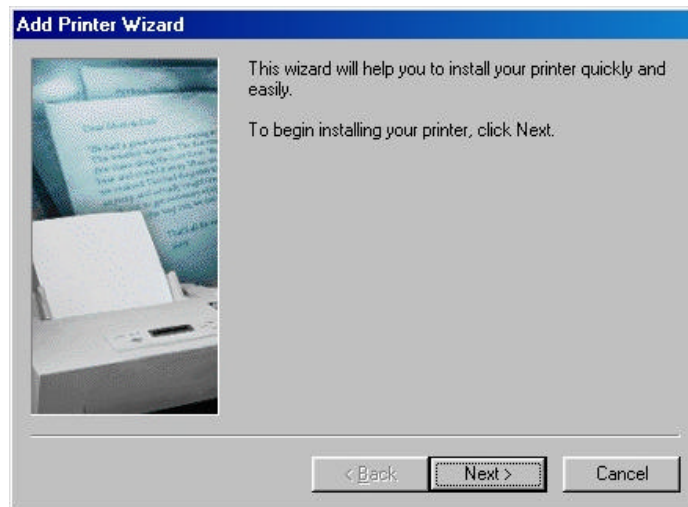 Add Printer Wizard
This wizard will help you to install your printer quickly and
easily.
To begin installing your printer, click Next.
< Back
Next >
Cancel